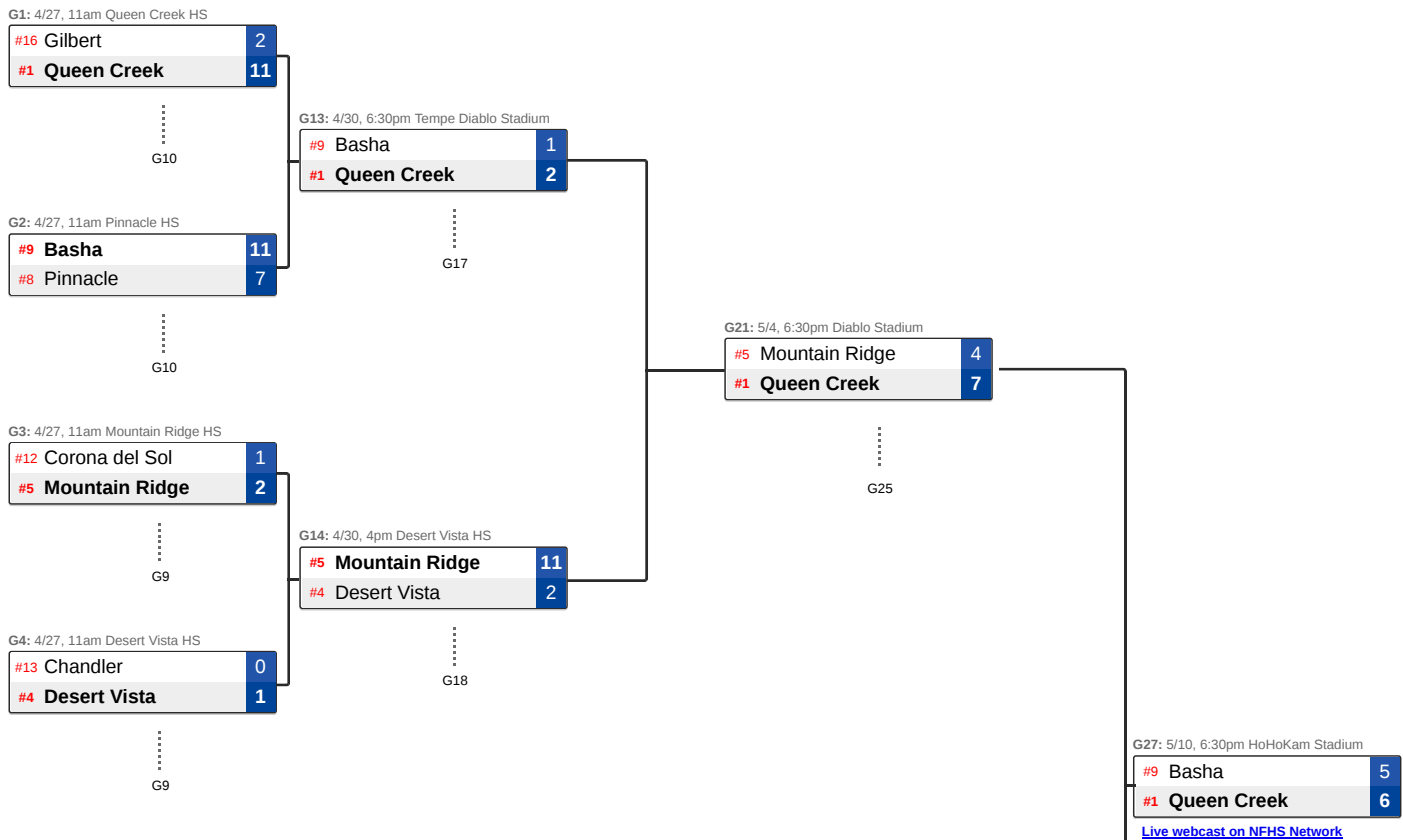 G1: 4/27, 11am Queen Creek HS
#16 Gilbert 2
#1 Queen Creek 11
G10
G2: 4/27, 11am Pinnacle HS
#9 Basha 11
#8 Pinnacle 7
G10
G3: 4/27, 11am Mountain Ridge HS
#12 Corona del Sol 1
#5 Mountain Ridge 2
G9
G4: 4/27, 11am Desert Vista HS
#13 Chandler 0
#4 Desert Vista 1
G9
G13: 4/30, 6:30pm Tempe Diablo Stadium
#9 Basha 1
#1 Queen Creek 2
G17
G14: 4/30, 4pm Desert Vista HS
#5 Mountain Ridge 11
#4 Desert Vista 2
G18
G21: 5/4, 6:30pm Diablo Stadium
#5 Mountain Ridge 4
#1 Queen Creek 7
G25
G27: 5/10, 6:30pm HoHoKam Stadium
#9 Basha 5
#1 Queen Creek 6
Live webcast on NFHS Network